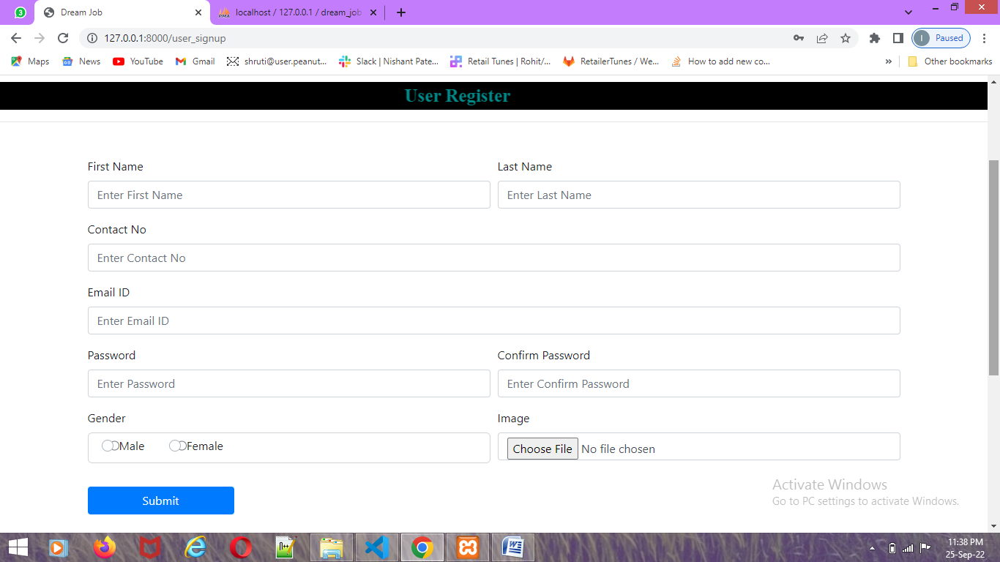 3
Dream Job
PMA
localhost / 127.0.0.1 / dream_job
127.0.0.1:8000/user_signup
I
Paused
Maps
News
YouTube
Gmail
shruti@user.peanut...
Slack | Nishant Pate...
Retail Tunes | Rohit/...
RetailerTunes / We...
How to add new co...
»
Other bookmarks
User Register
First Name
Last Name
Enter First Name
Enter Last Name
Contact No
Enter Contact No
Email ID
Enter Email ID
Password
Confirm Password
Enter Password
Enter Confirm Password
Gender
Image
Male
Female
Choose File
No file chosen
Submit
Activate Windows
Go to PC settings to activate Windows.
11:38 PM
25-Sep-22